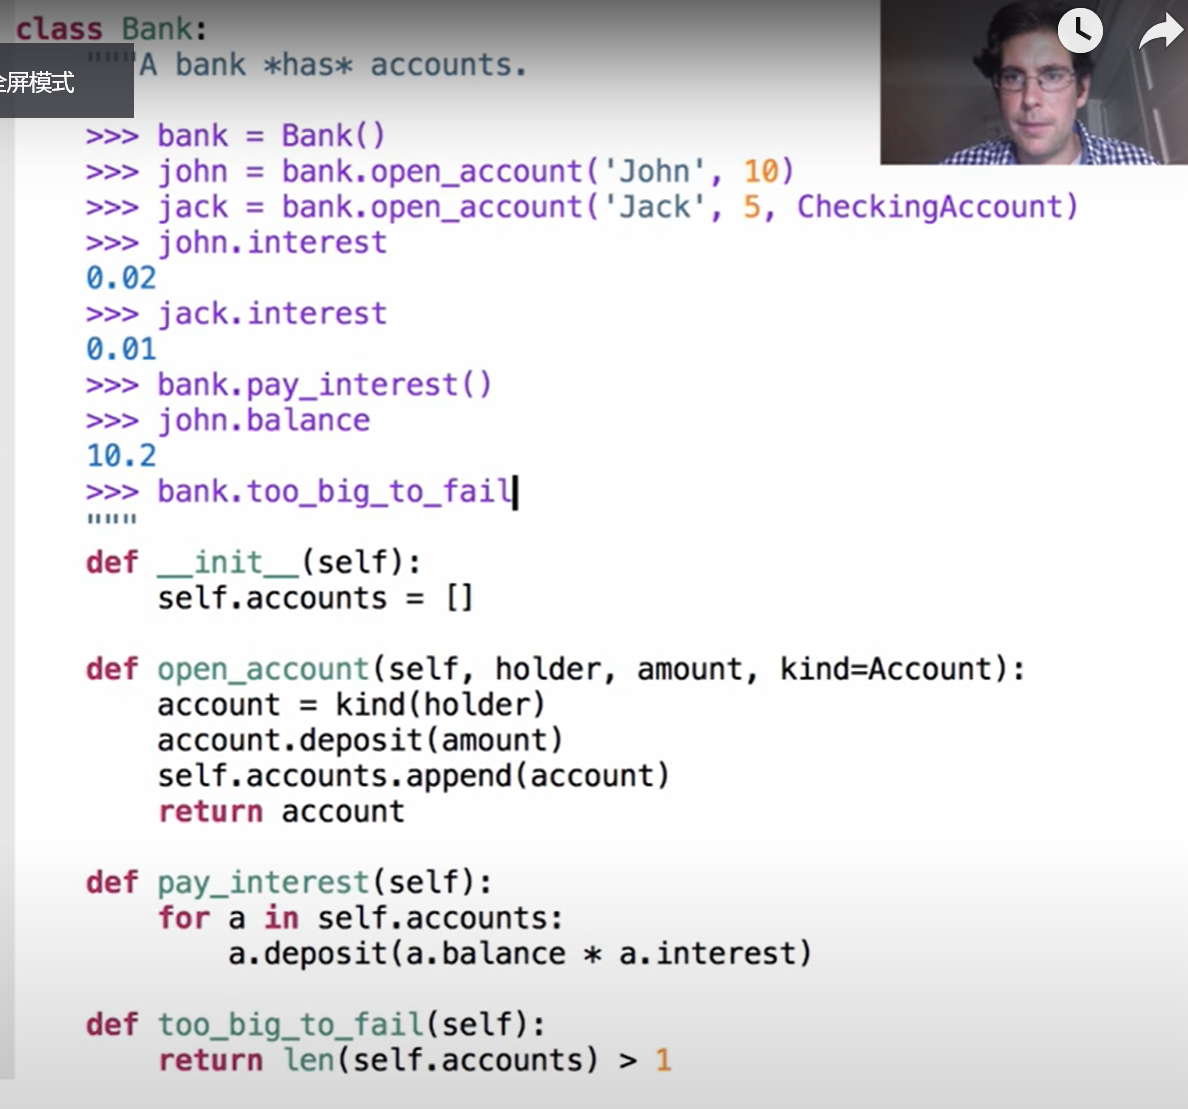 class Bank:
"""A bank *has* accounts.
全屏模式
>>> bank = Bank()
>>> john = bank.open_account('John', 10)
>>> jack = bank.open_account('Jack', 5, CheckingAccount)
>>> john.interest
0.02
>>> jack.interest
0.01
>>> bank.pay_interest()
>>> john.balance
10.2
>>> bank.too_big_to_fail
"""
def __init__(self):
self.accounts = []
def open_account(self, holder, amount, kind=Account):
account = kind(holder)
account.deposit(amount)
self.accounts.append(account)
return account
def pay_interest(self):
for a in self.accounts:
a.deposit(a.balance * a.interest)
def too_big_to_fail(self):
return len(self.accounts) > 1